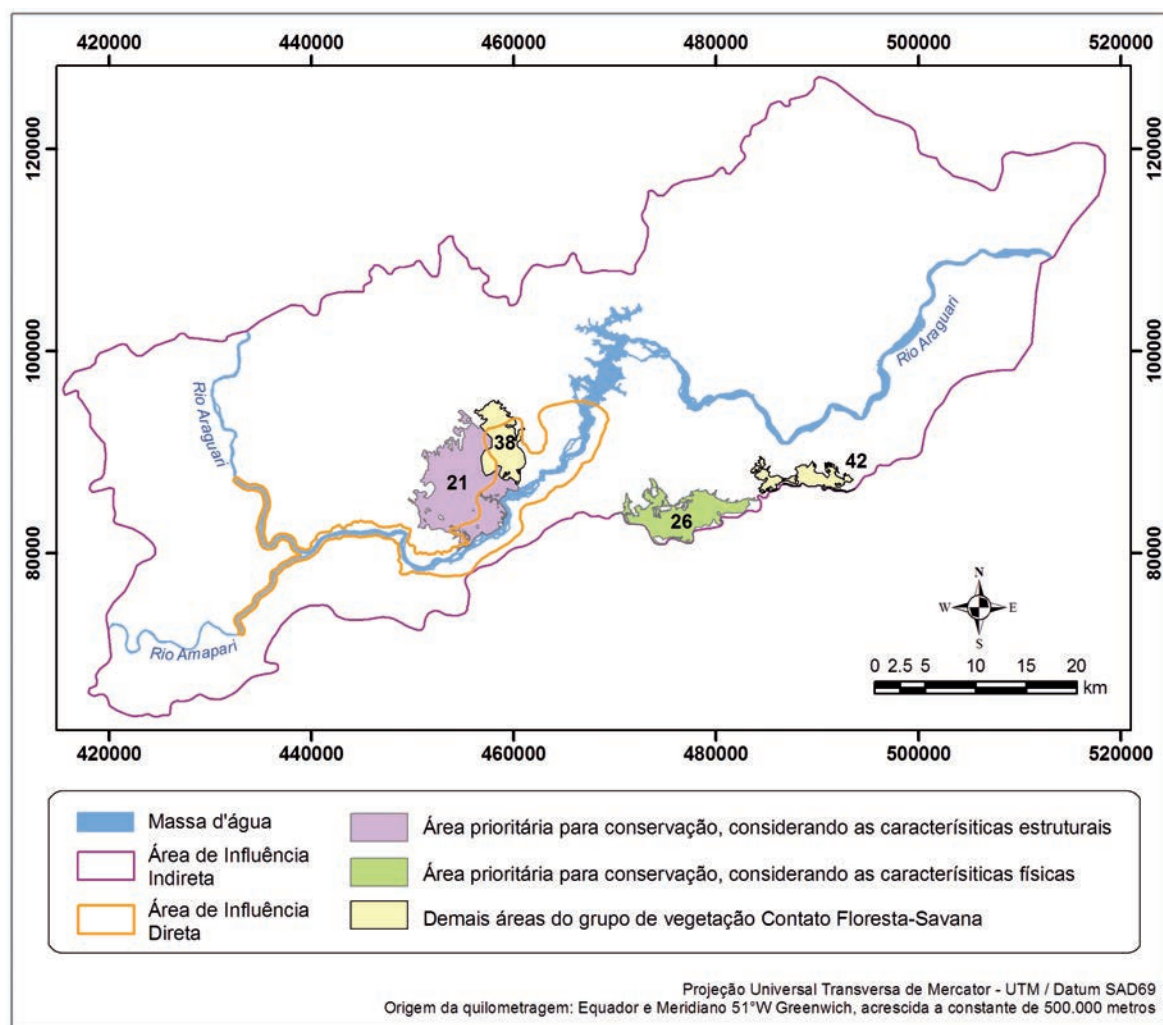 420000 440000 460000 480000 500000 520000
120000 120000
100000 100000
80000 80000
Rio Araguari
Rio Araguari
Rio Amapari
38
21
42
26
N
W E
S
0 2.5 5 10 15 20
km
420000 440000 460000 480000 500000 520000
Massa d'água
Área de Influência
Indireta
Área de Influência
Direta
Área prioritária para conservação, considerando as caracterísiticas estruturais
Área prioritária para conservação, considerando as caracterísiticas físicas
Demais áreas do grupo de vegetação Contato Floresta-Savana
Projeção Universal Transversa de Mercator - UTM / Datum SAD69
Origem da quilometragem: Equador e Meridiano 51°W Greenwich, acrescida a constante de 500.000 metros